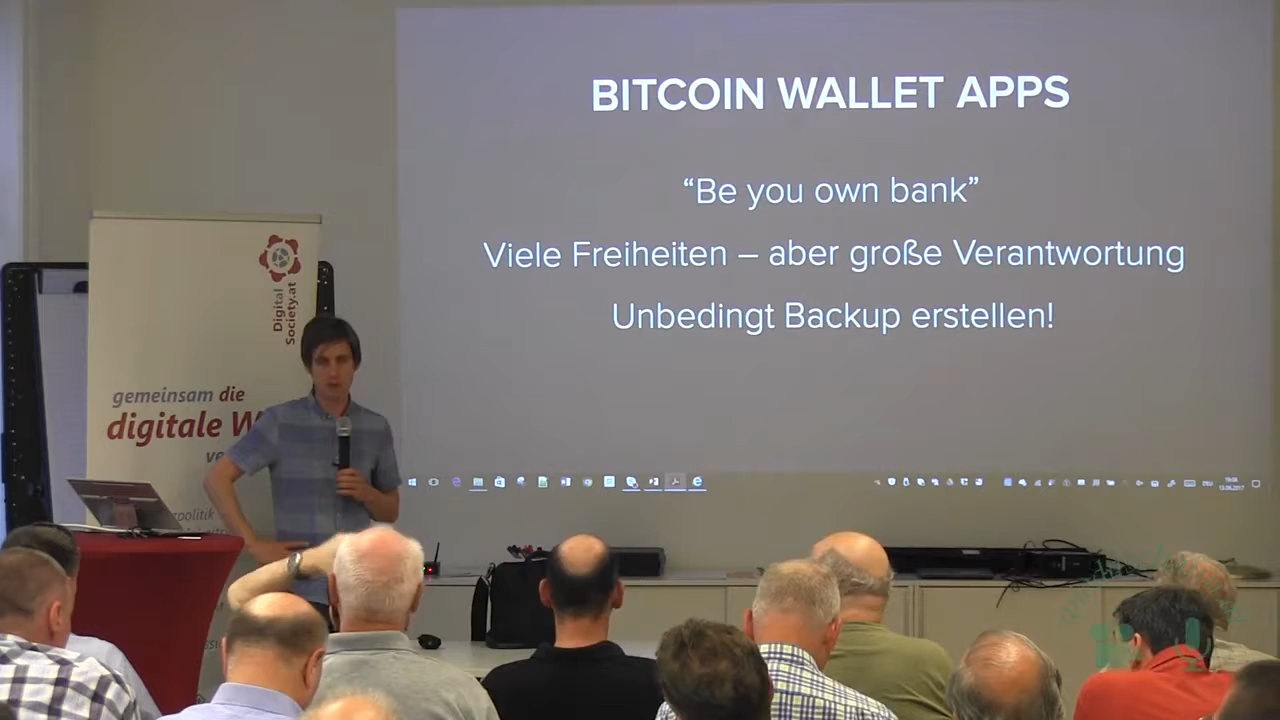 BITCOIN WALLET APPS
“Be you own bank”
Viele Freiheiten – aber große Verantwortung
Unbedingt Backup erstellen!
Digital
Society.at
gemeinsam die
digitale W
ve